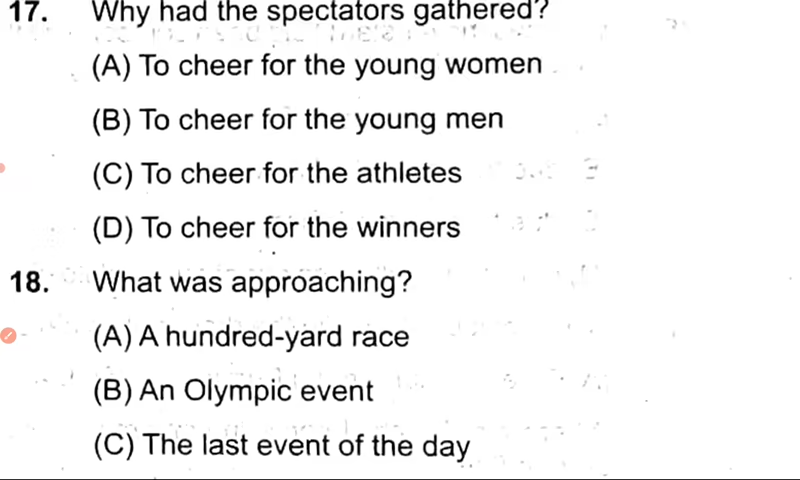 17. Why had the spectators gathered?
(A) To cheer for the young women
(B) To cheer for the young men
(C) To cheer for the athletes
(D) To cheer for the winners
18. What was approaching?
(A) A hundred-yard race
(B) An Olympic event
(C) The last event of the day